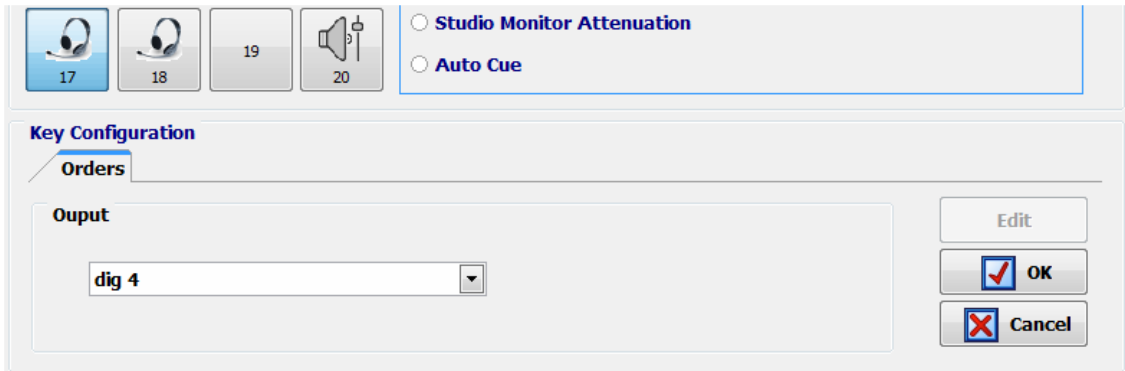 17
18
19
20
Studio Monitor Attenuation
Auto Cue
Key Configuration
Orders
Ouput
dig 4
Edit
OK
Cancel